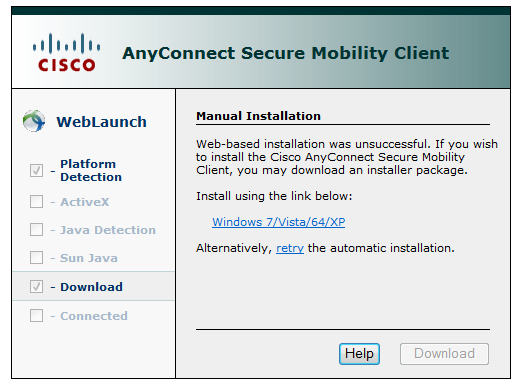 CISCO
AnyConnect Secure Mobility Client
WebLaunch
- Platform
Detection
- ActiveX
- Java Detection
- Sun Java
- Download
- Connected
Manual Installation
Web-based installation was unsuccessful. If you wish
to install the Cisco AnyConnect Secure Mobility
Client, you may download an installer package.
Install using the link below:
Windows 7/Vista/64/XP
Alternatively, retry the automatic installation.
Help
Download